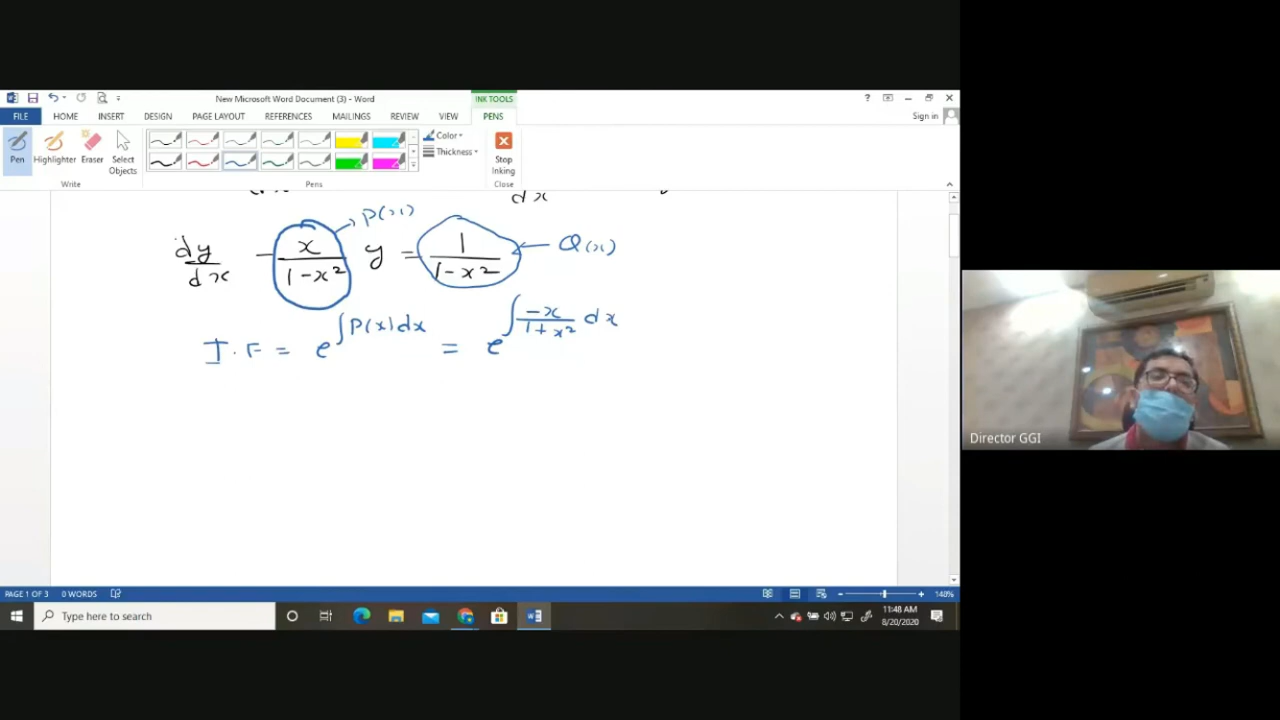 New Microsoft Word Document (3) - Word
INK TOOLS
FILE HOME INSERT DESIGN PAGE LAYOUT REFERENCES MAILINGS REVIEW VIEW PENS
Sign in
Pen Highlighter Eraser Select Objects
Color
Thickness
Stop Inking
Write Pens Close
dx
dy/dx - x/(1-x²) y = 1/(1-x²)
P(x)
Q(x)
I.F = e^∫P(x)dx = e^∫(-x)/(1+x²) dx
Director GGI
PAGE 1 OF 3 0 WORDS
148%
Type here to search
11:48 AM
8/20/2020